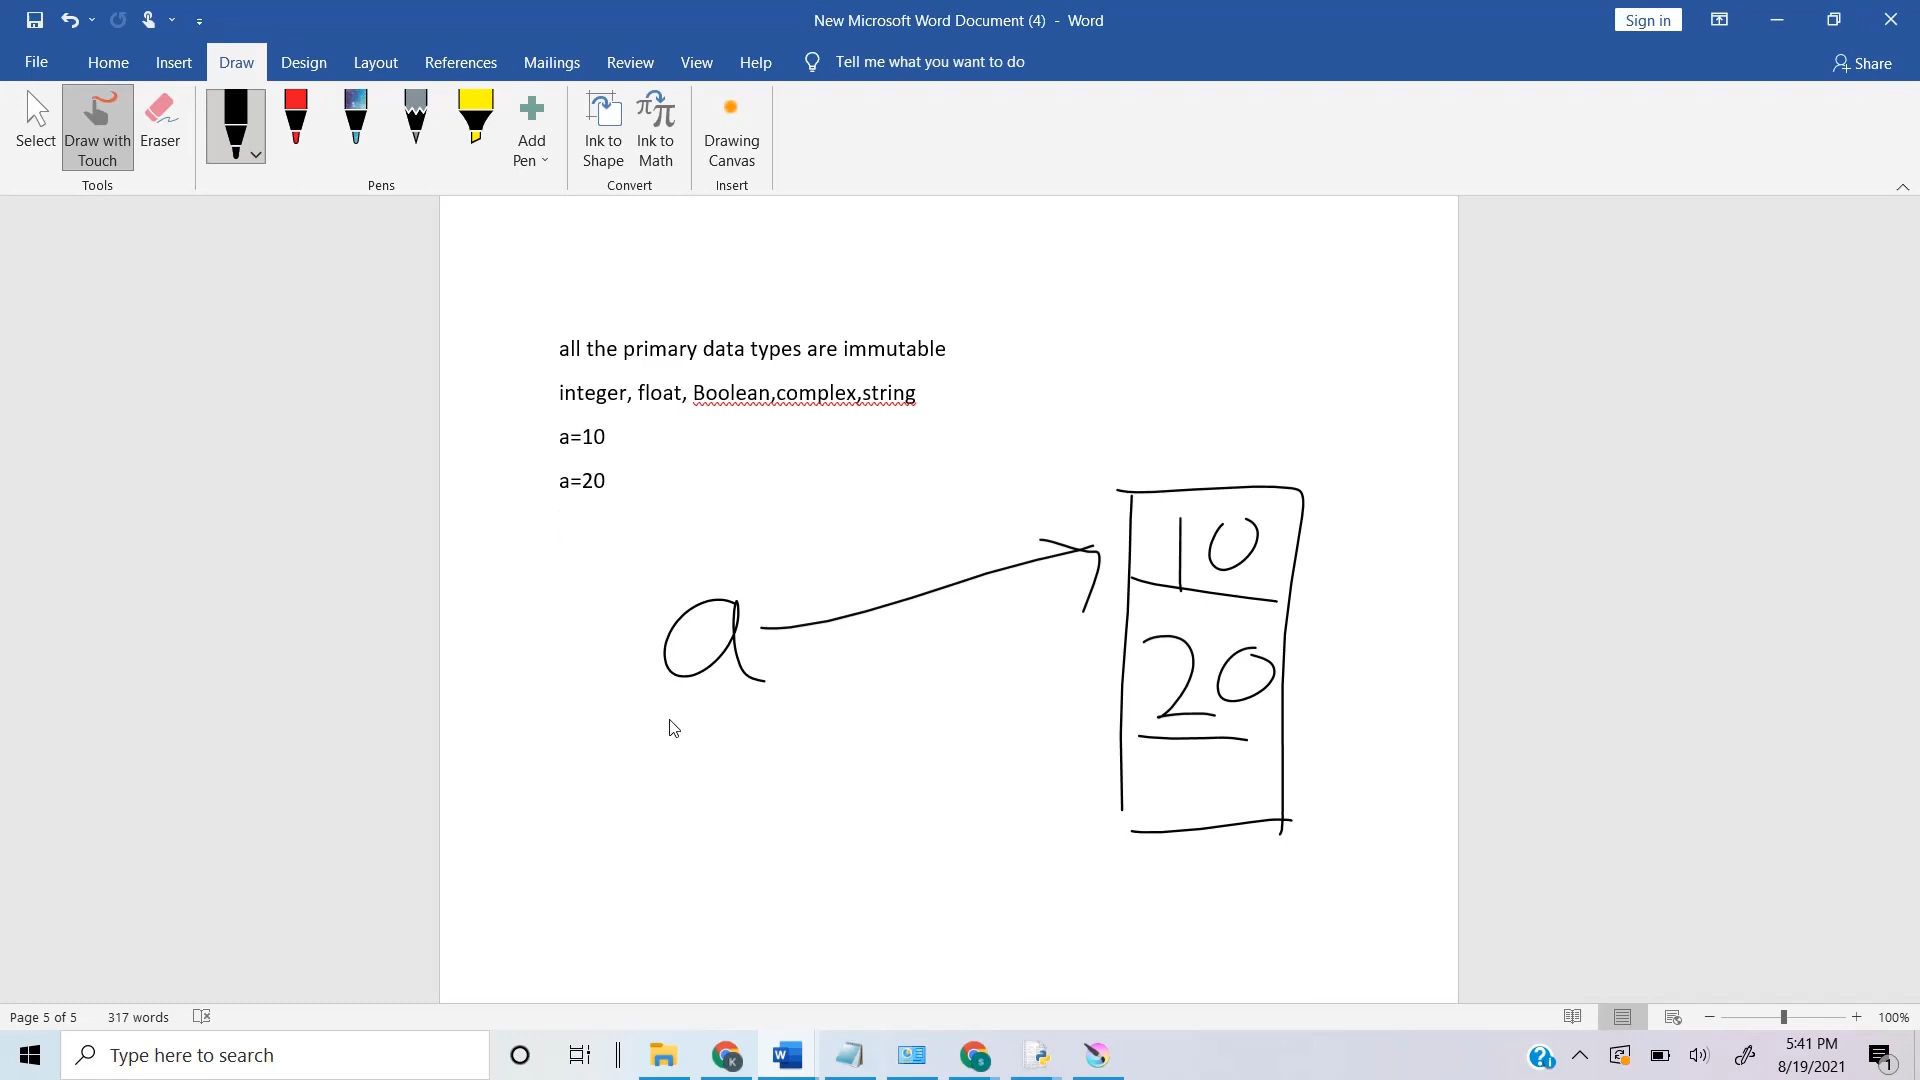 New Microsoft Word Document (4) - Word
Sign in
File Home Insert Draw Design Layout References Mailings Review View Help Tell me what you want to do
Share
Select
Draw with Touch
Eraser
Add Pen
Ink to Shape
Ink to Math
Drawing Canvas
Tools Pens Convert Insert
all the primary data types are immutable
integer, float, Boolean,complex,string
a=10
a=20
10
a
20
Page 5 of 5 317 words
100%
Type here to search
5:41 PM
8/19/2021
1